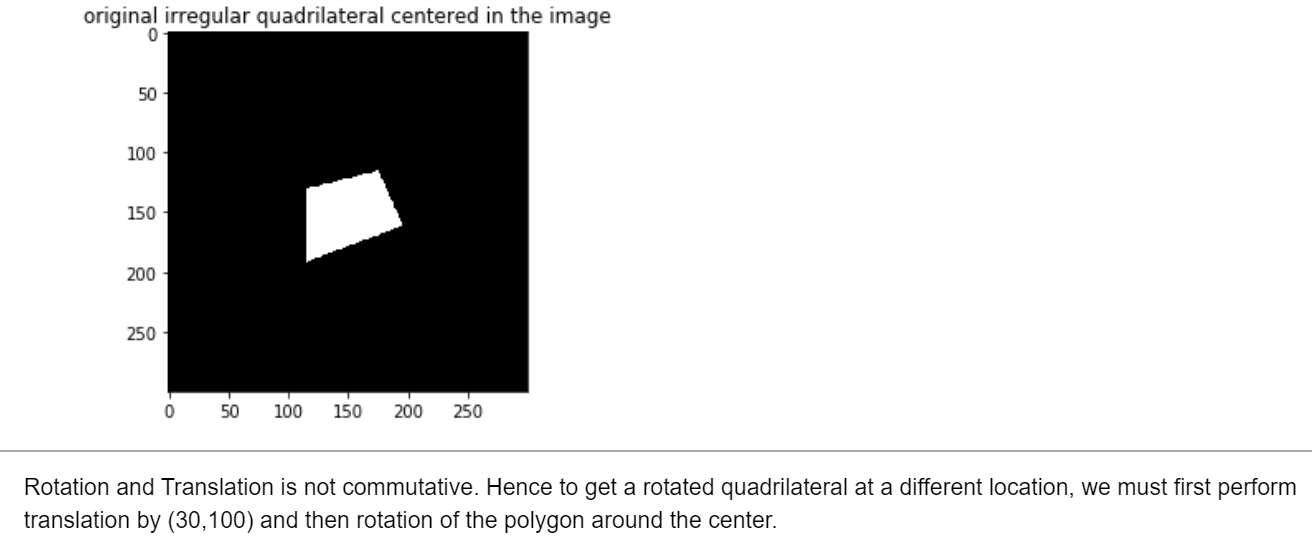 original irregular quadrilateral centered in the image
0
50
100
150
200
250
0 50 100 150 200 250
Rotation and Translation is not commutative. Hence to get a rotated quadrilateral at a different location, we must first perform
translation by (30,100) and then rotation of the polygon around the center.